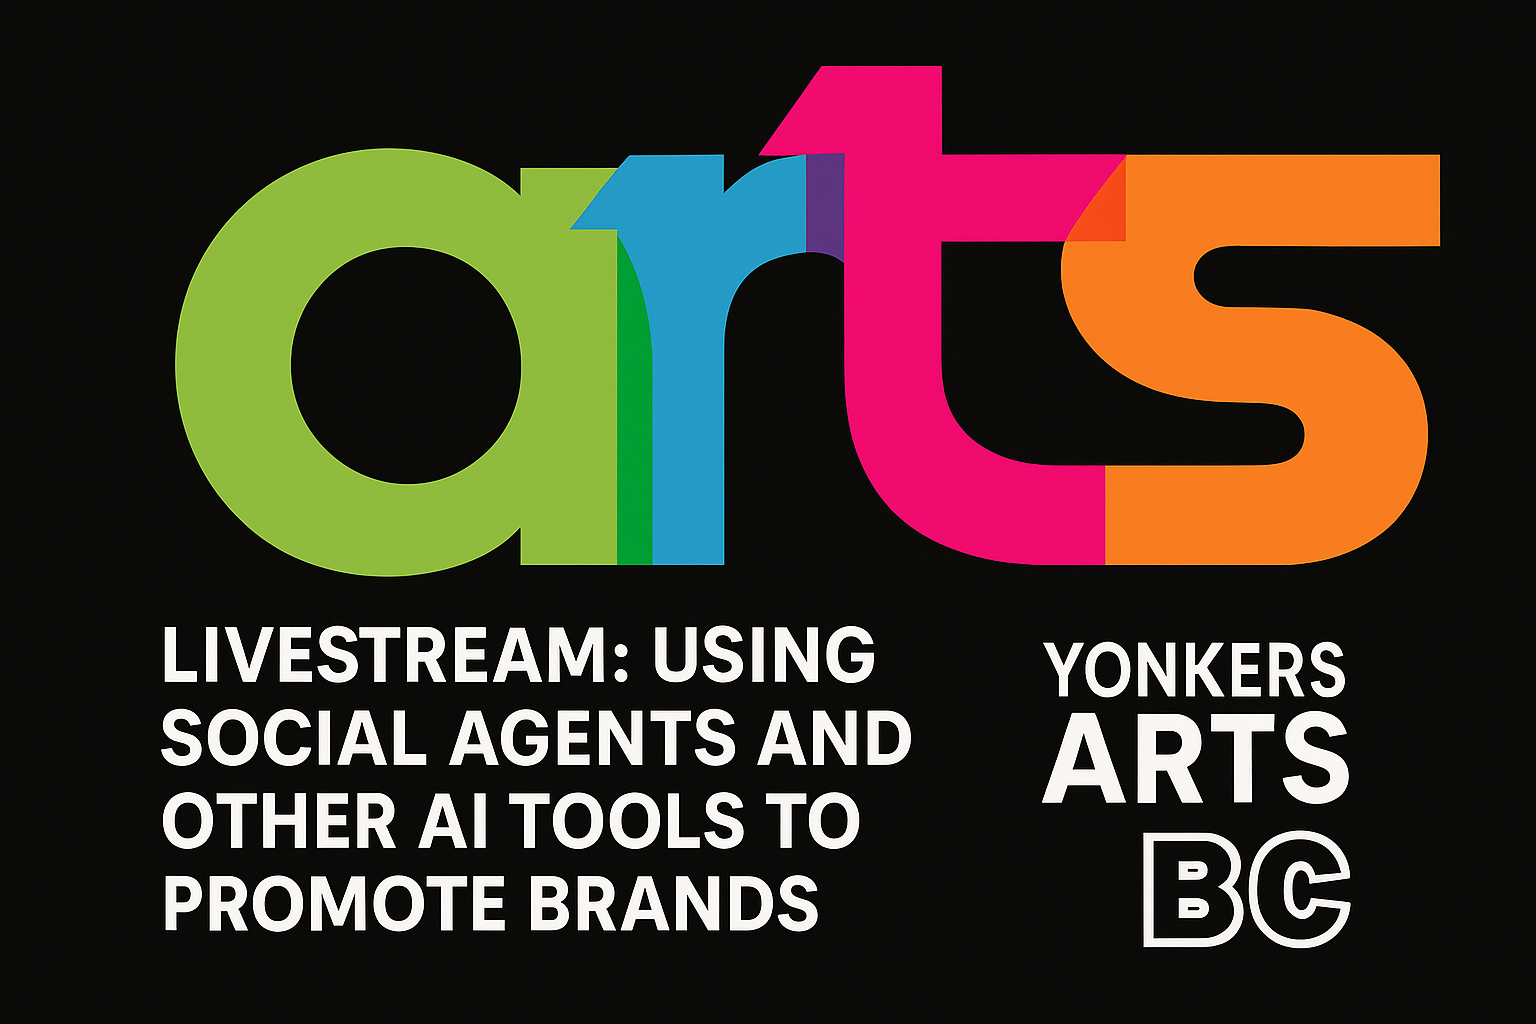 arts
LIVESTREAM: USING
SOCIAL AGENTS AND
OTHER AI TOOLS TO
PROMOTE BRANDS
YONKERS
ARTS
BC